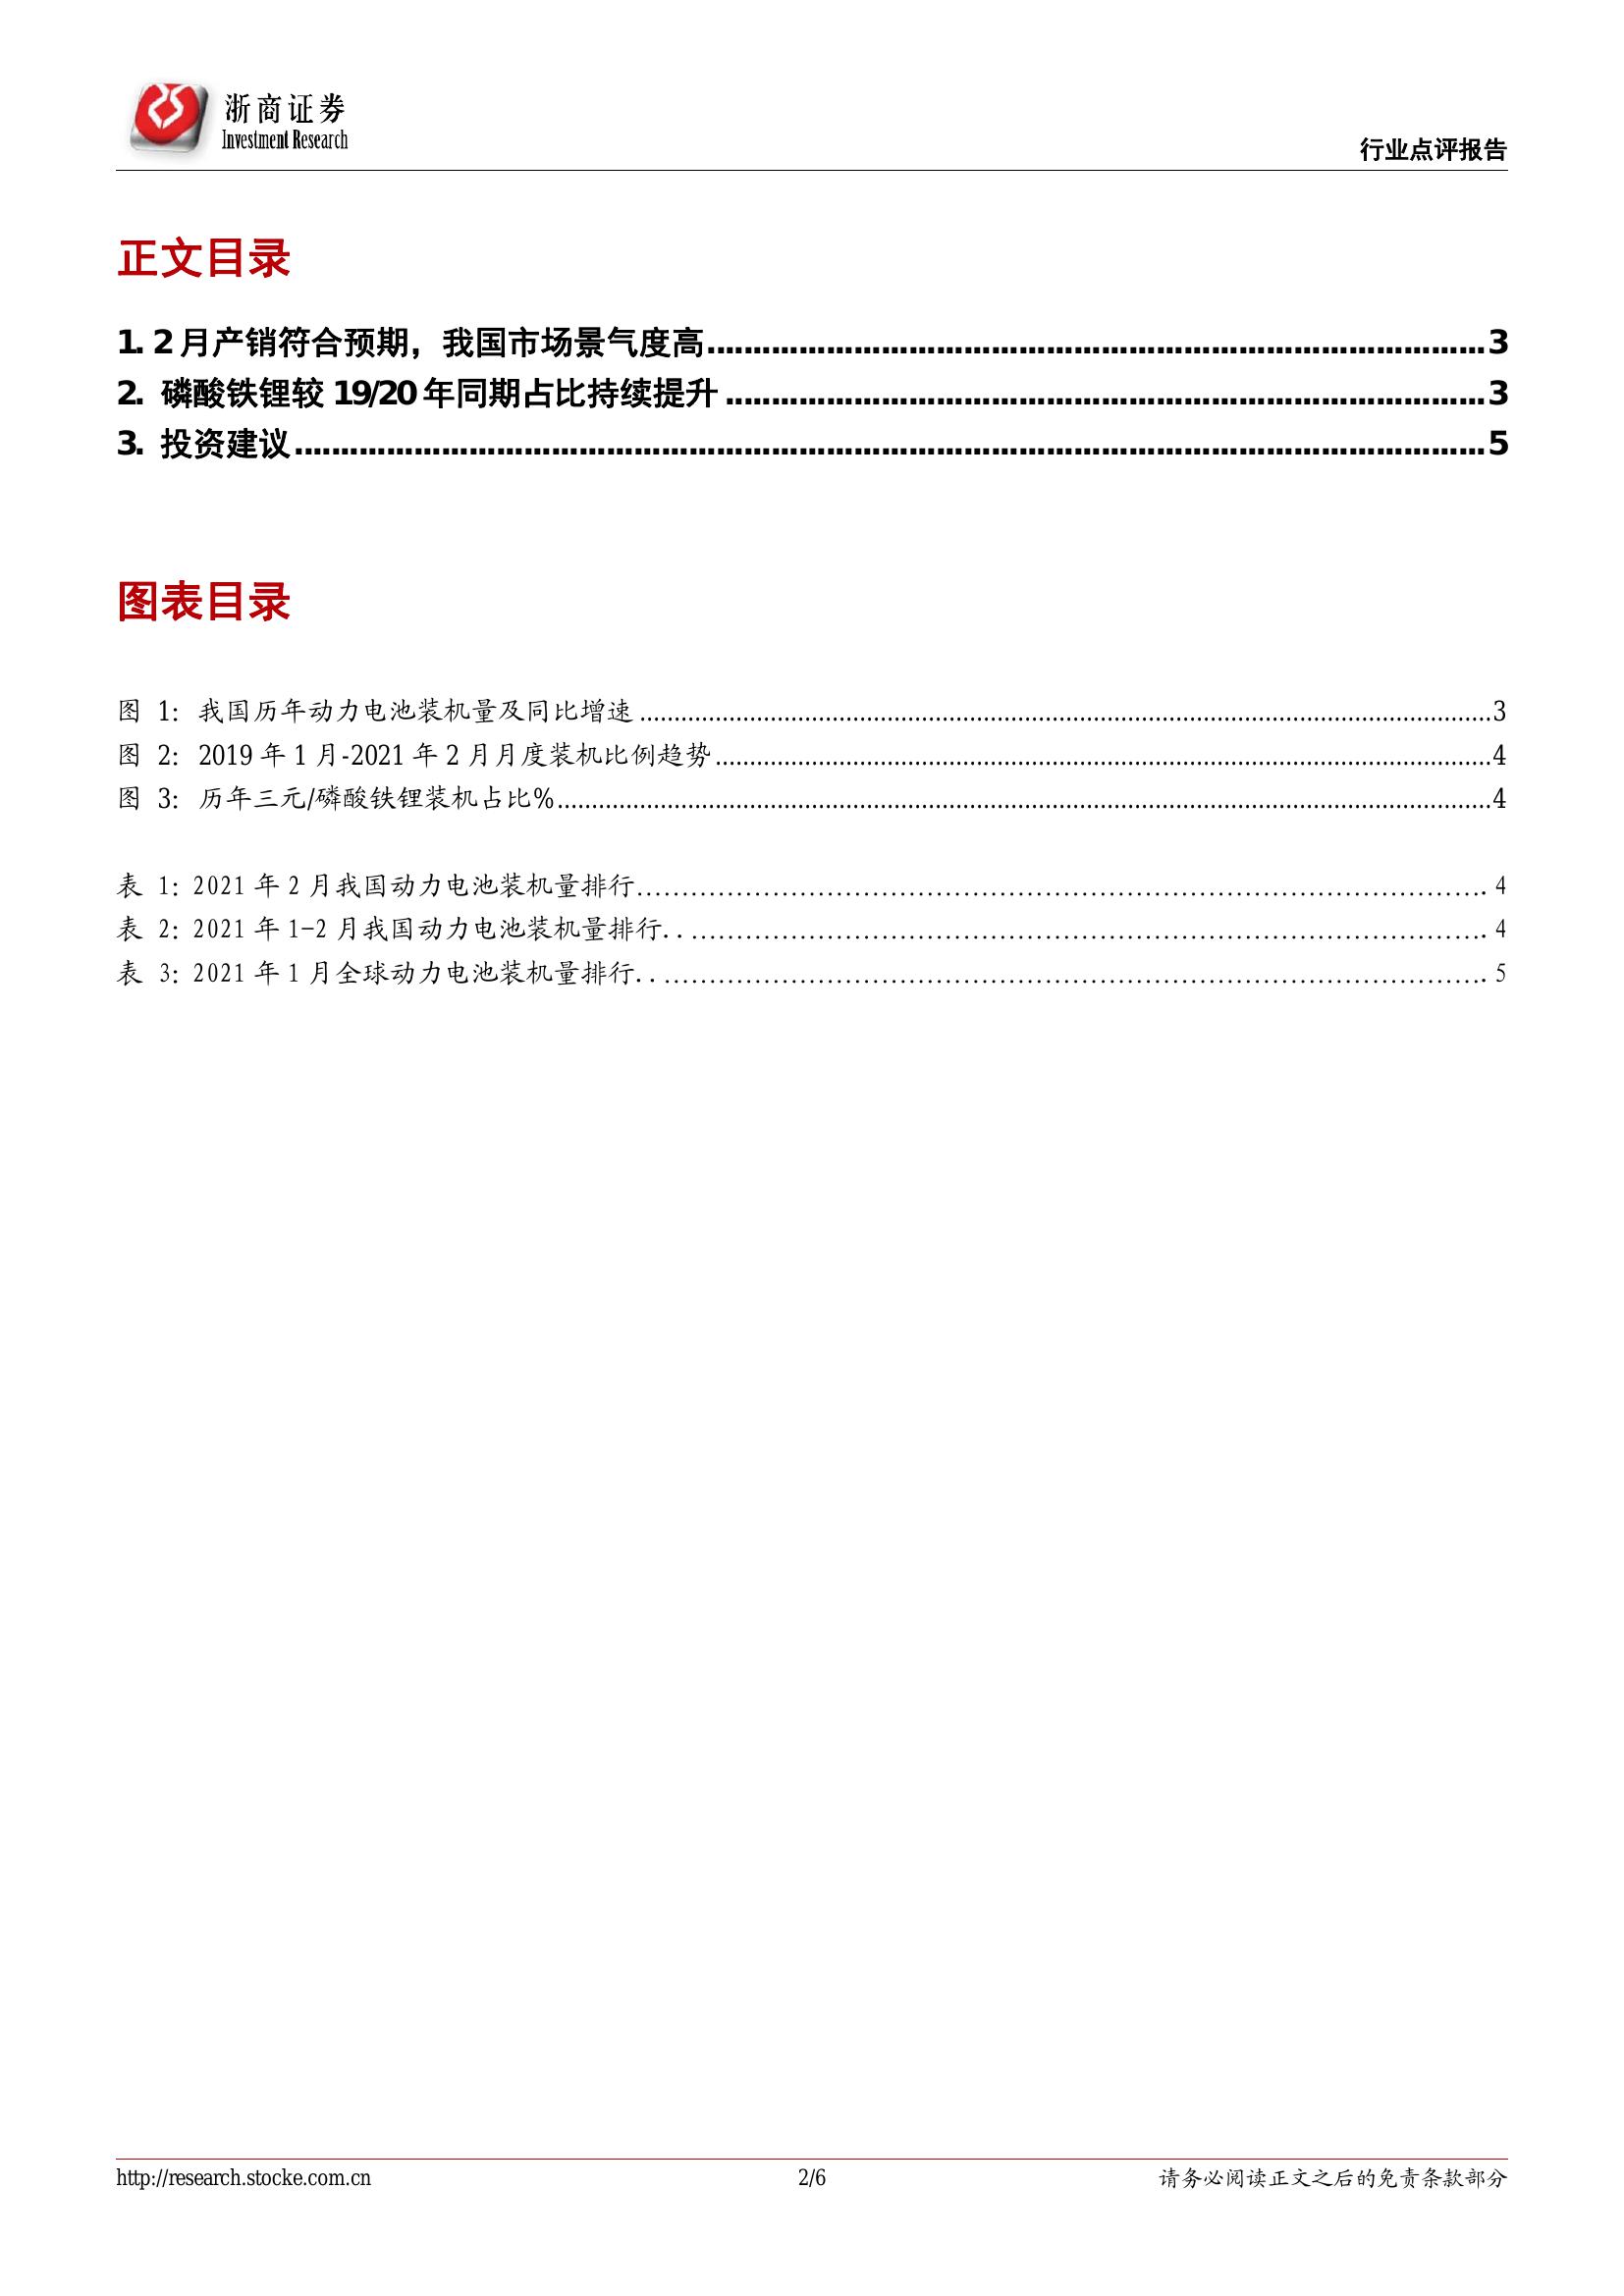 浙商证券
Investment Research
行业点评报告
正文目录
1. 2 月产销符合预期，我国市场景气度高 3
2. 磷酸铁锂较 19/20 年同期占比持续提升 3
3. 投资建议 5
图表目录
图 1：我国历年动力电池装机量及同比增速 3
图 2：2019 年 1 月-2021 年 2 月月度装机比例趋势 4
图 3：历年三元/磷酸铁锂装机占比% 4
表 1：2021 年 2 月我国动力电池装机量排行 4
表 2：2021 年 1-2 月我国动力电池装机量排行 4
表 3：2021 年 1 月全球动力电池装机量排行 5
http://research.stocke.com.cn
2/6
请务必阅读正文之后的免责条款部分